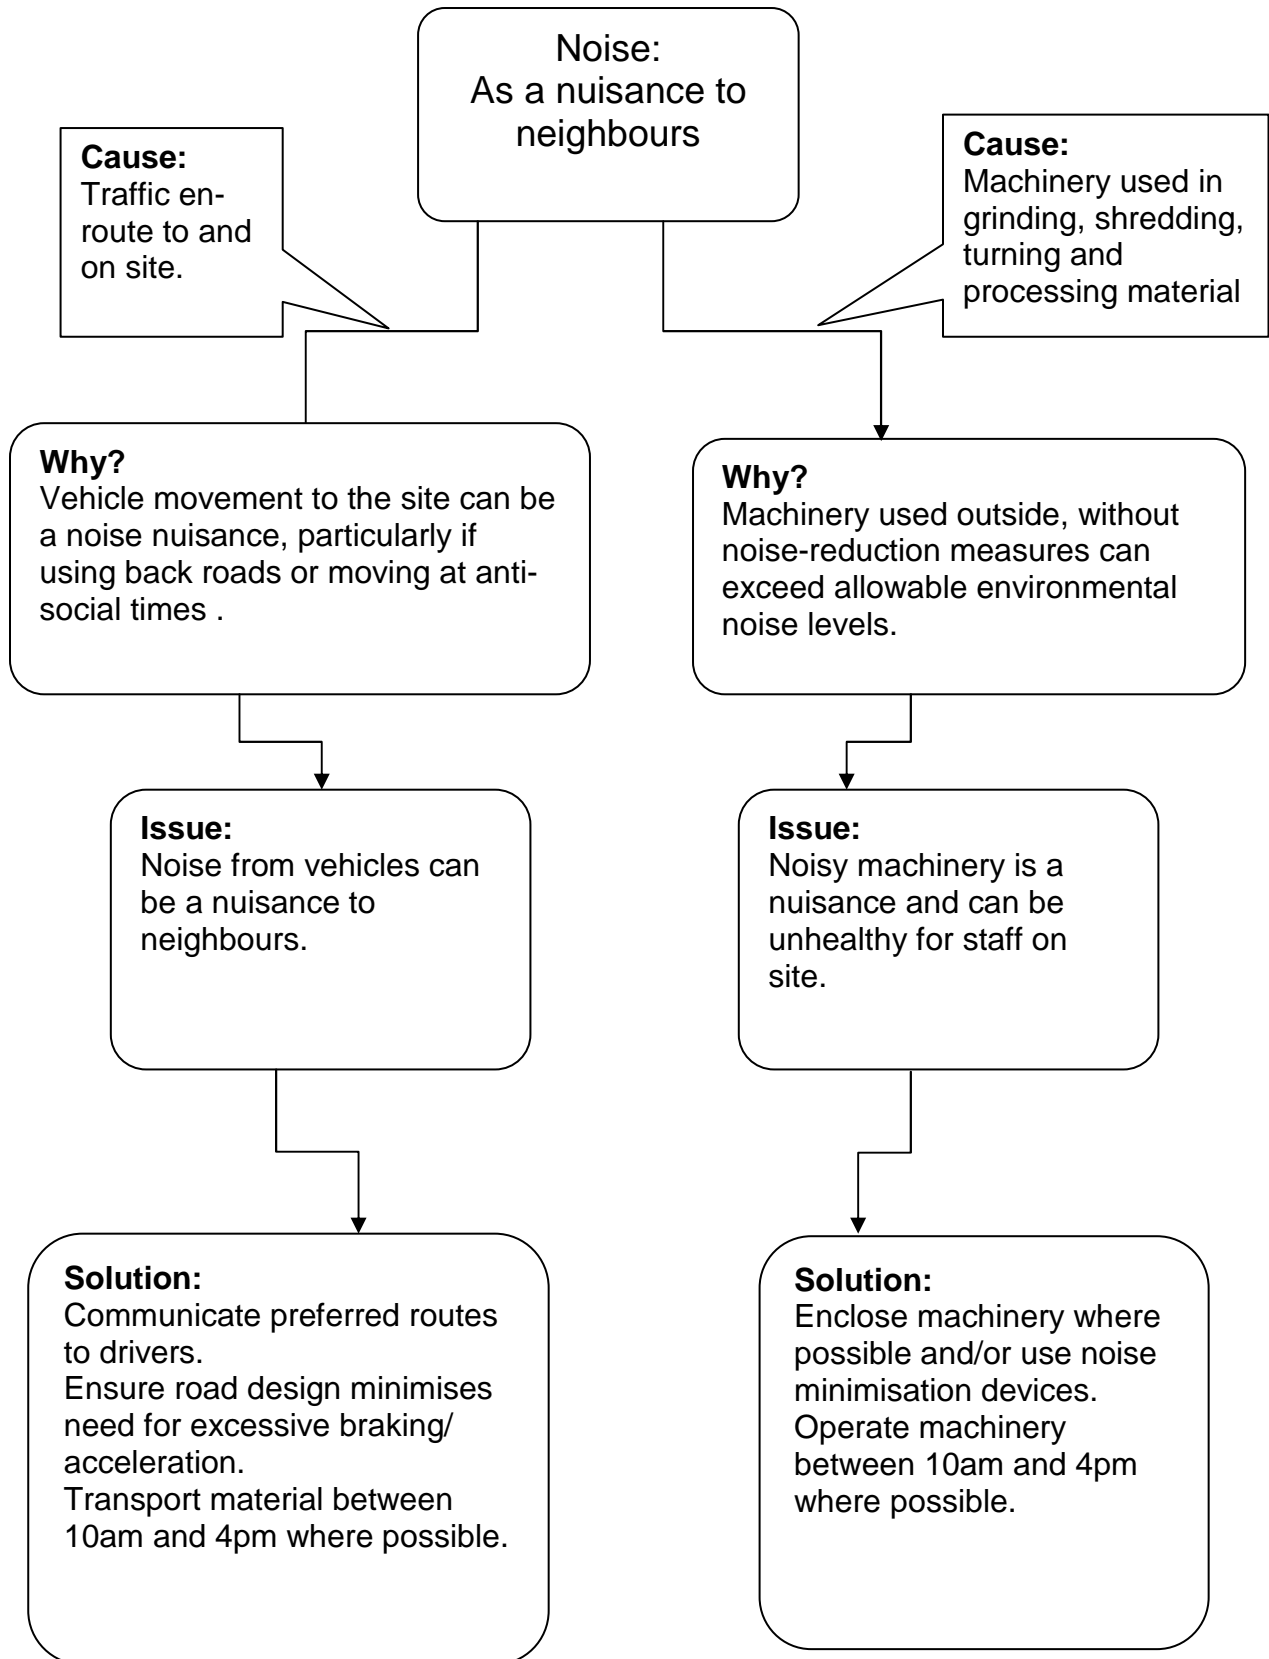 Noise:
As a nuisance to
neighbours
Cause:
Traffic en-
route to and
on site.
Cause:
Machinery used in
grinding, shredding,
turning and
processing material
Why?
Vehicle movement to the site can be
a noise nuisance, particularly if
using back roads or moving at anti-
social times .
Why?
Machinery used outside, without
noise-reduction measures can
exceed allowable environmental
noise levels.
Issue:
Noise from vehicles can
be a nuisance to
neighbours.
Issue:
Noisy machinery is a
nuisance and can be
unhealthy for staff on
site.
Solution:
Communicate preferred routes
to drivers.
Ensure road design minimises
need for excessive braking/
acceleration.
Transport material between
10am and 4pm where possible.
Solution:
Enclose machinery where
possible and/or use noise
minimisation devices.
Operate machinery
between 10am and 4pm
where possible.